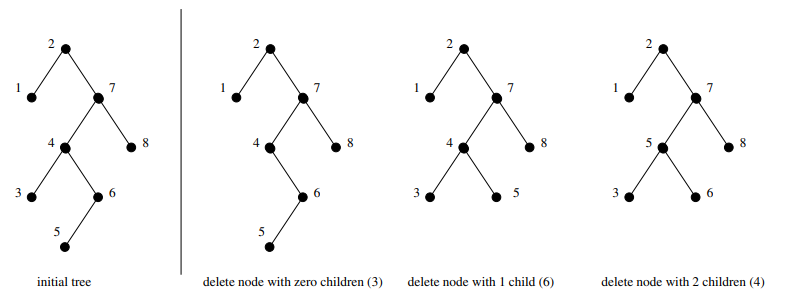 2 2 2 2
1 7 1 7 1 7 1 7
4 8 4 8 4 8 5 8
3 6 6 3 5 3 6
5 5
initial tree delete node with zero children (3) delete node with 1 child (6) delete node with 2 children (4)